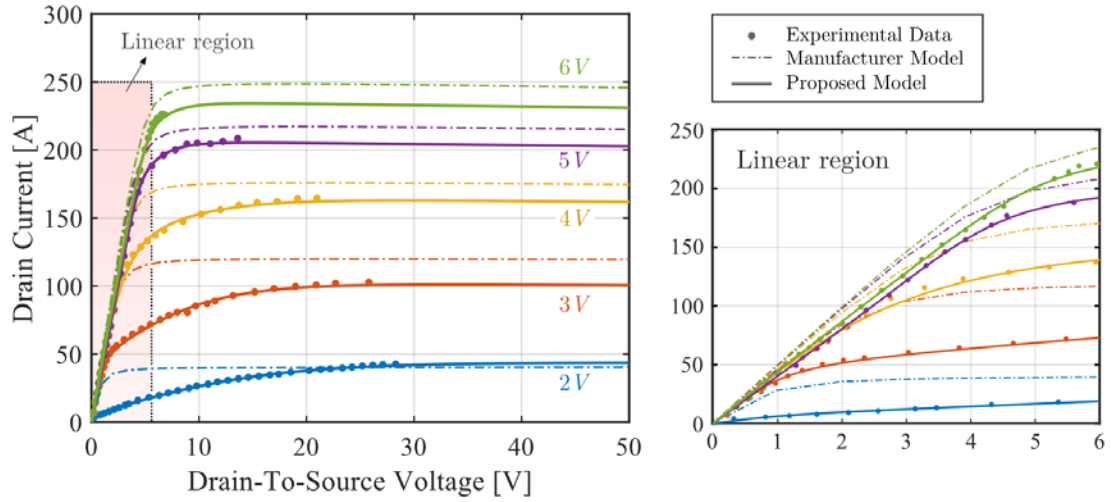 Drain Current [A]
300
250
200
150
100
50
0
Linear region
6 V
5 V
4 V
3 V
2 V
0
10
20
30
40
50
Drain-To-Source Voltage [V]
Experimental Data
Manufacturer Model
Proposed Model
250
200
150
100
50
0
Linear region
0
1
2
3
4
5
6